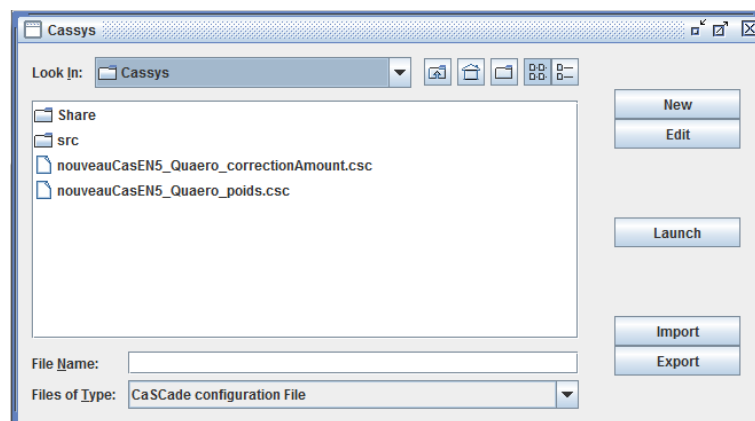 Cassys
Look In: Cassys
Share
src
nouveauCasEN5_Quaero_correctionAmount.csc
nouveauCasEN5_Quaero_poids.csc
New
Edit
Launch
Import
Export
File Name:
Files of Type: CaSCade configuration File